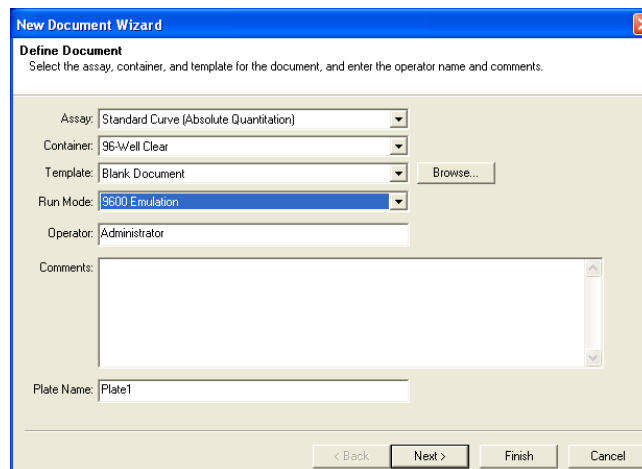 New Document Wizard
Define Document
Select the assay, container, and template for the document, and enter the operator name and comments.
Assay: Standard Curve (Absolute Quantitation)
Container: 96-Well Clear
Template: Blank Document Browse...
Run Mode: 9600 Emulation
Operator: Administrator
Comments:
Plate Name: Plate1
< Back Next > Finish Cancel